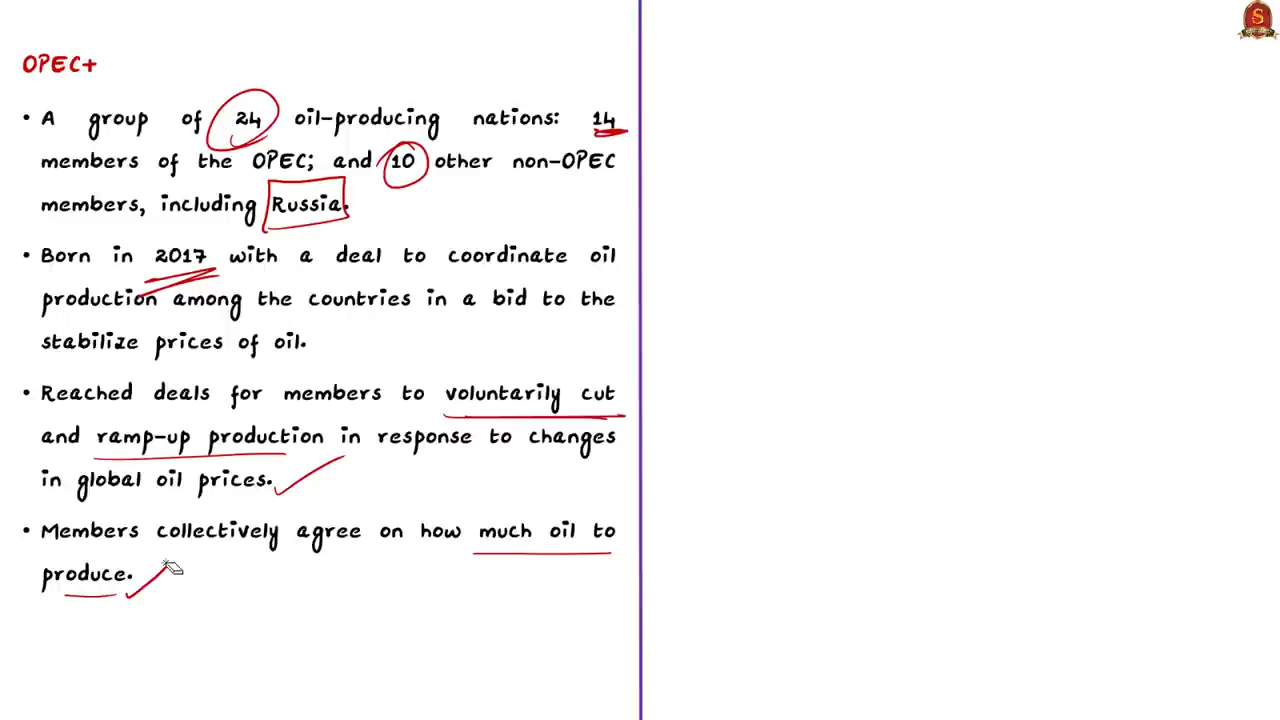 OPEC+
• A group of 24 oil-producing nations: 14
members of the OPEC; and 10 other non-OPEC
members, including Russia.
• Born in 2017 with a deal to coordinate oil
production among the countries in a bid to the
stabilize prices of oil.
• Reached deals for members to voluntarily cut
and ramp-up production in response to changes
in global oil prices.
• Members collectively agree on how much oil to
produce.
S